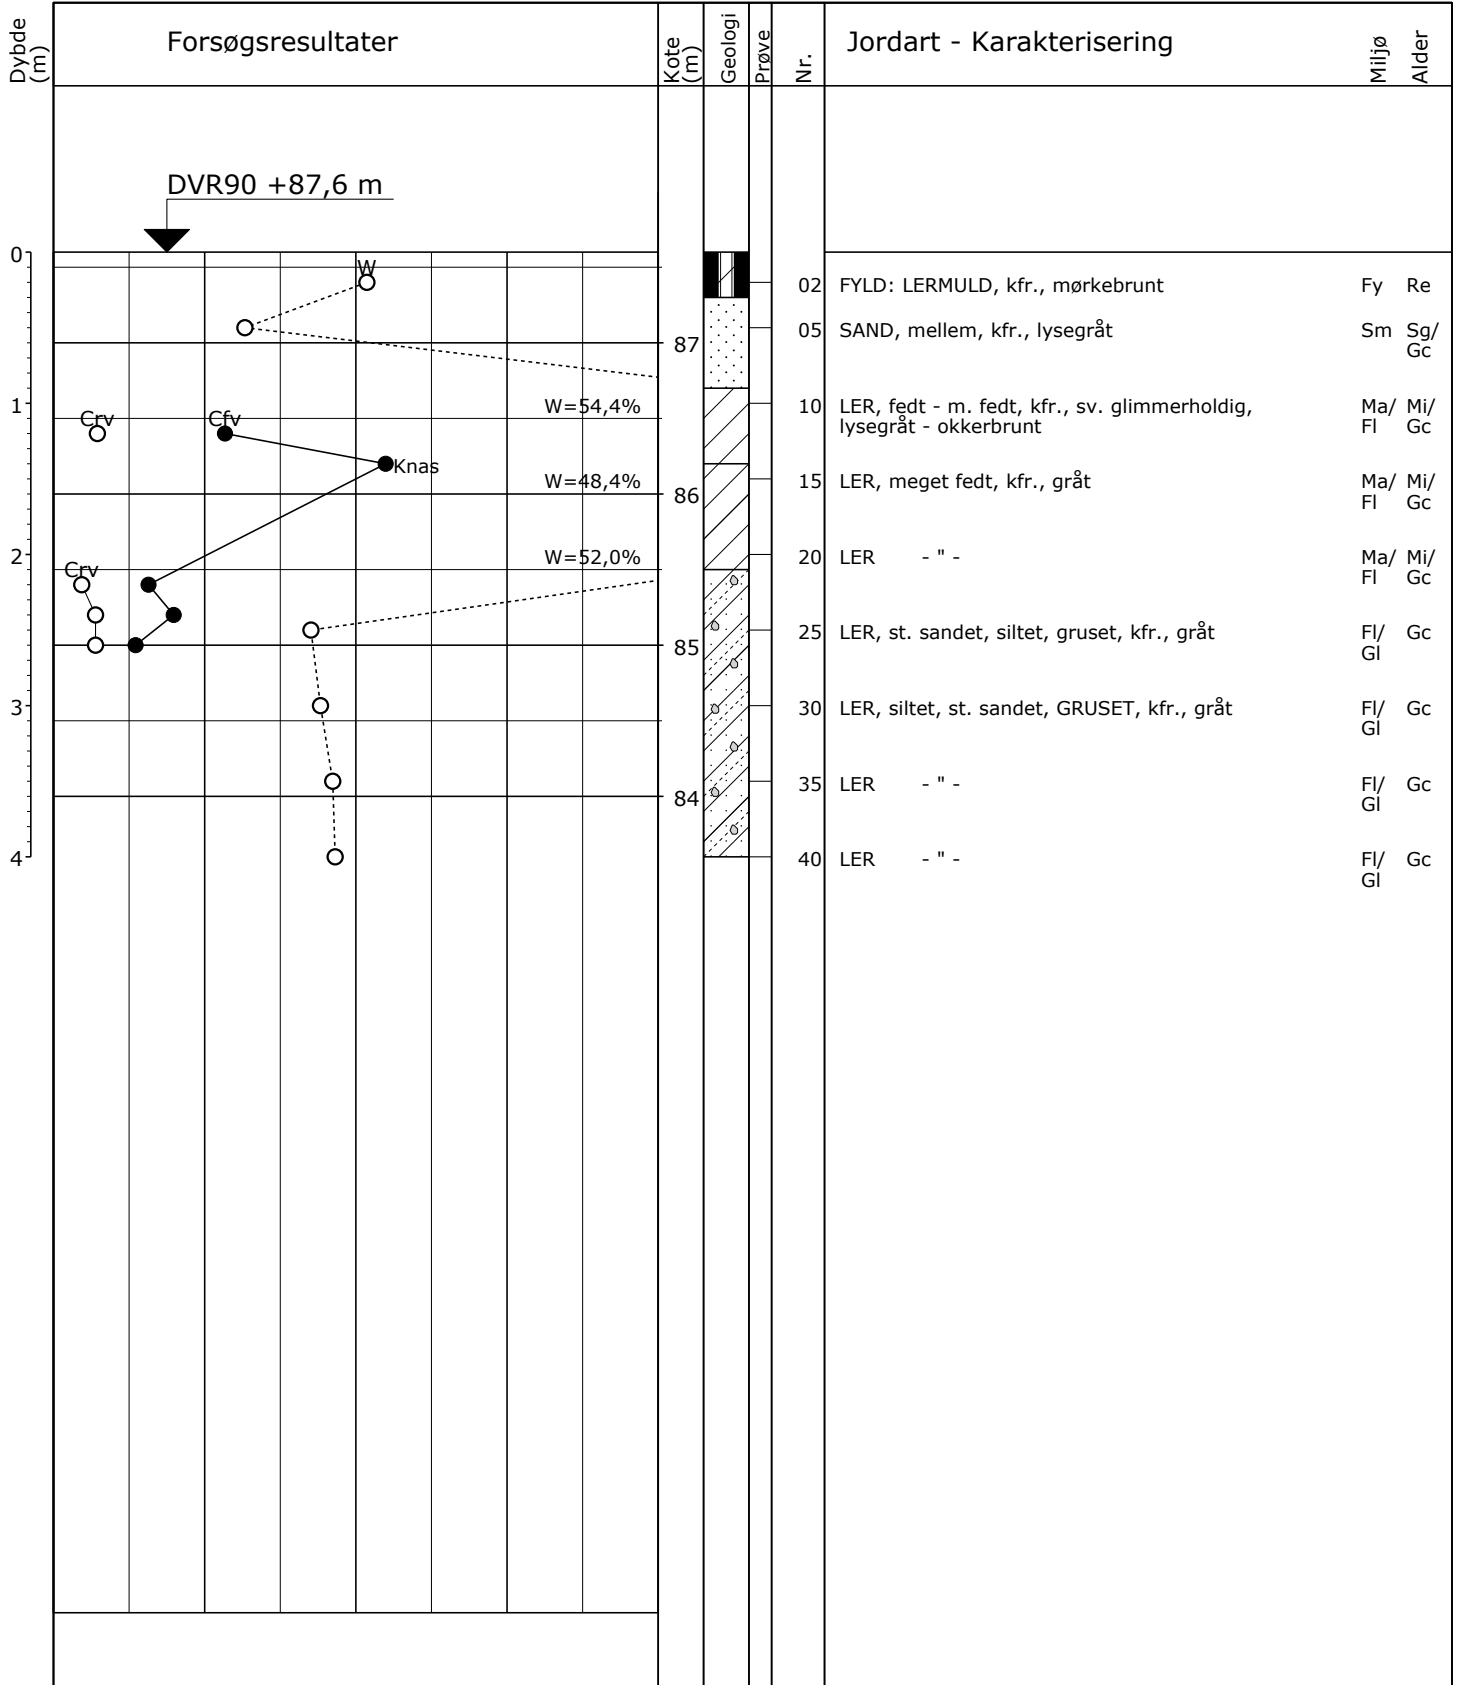 Dybde (m)
Forsøgsresultater
Kote (m)
Geologi
Prøve
Nr.
Jordart - Karakterisering
Miljø
Alder
DVR90 +87,6 m
0
W
02 FYLD: LERMULD, kfr., mørkebrunt Fy Re
05 SAND, mellem, kfr., lysegråt Sm Sg/
Gc
87
1
Crv Cfv W=54,4%
10 LER, fedt - m. fedt, kfr., sv. glimmerholdig, Ma/ Mi/
lysegråt - okkerbrunt Fl Gc
Knas
W=48,4%
86
15 LER, meget fedt, kfr., gråt Ma/ Mi/
Fl Gc
2
Crv W=52,0%
20 LER - " - Ma/ Mi/
Fl Gc
25 LER, st. sandet, siltet, gruset, kfr., gråt Fl/ Gc
Gl
85
3
30 LER, siltet, st. sandet, GRUSET, kfr., gråt Fl/ Gc
Gl
35 LER - " - Fl/ Gc
Gl
84
4
40 LER - " - Fl/ Gc
Gl